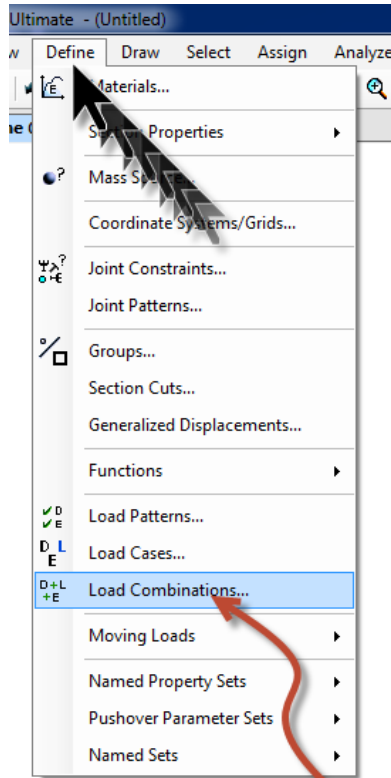 Ultimate - (Untitled)
w Define Draw Select Assign Analyze
E Materials...
ne (
Section Properties
? Mass
Coordinate Systems/Grids...
? Joint Constraints...
Joint Patterns...
Groups...
Section Cuts...
Generalized Displacements...
Functions
D E Load Patterns...
D L E Load Cases...
D+L +E Load Combinations...
Moving Loads
Named Property Sets
Pushover Parameter Sets
Named Sets